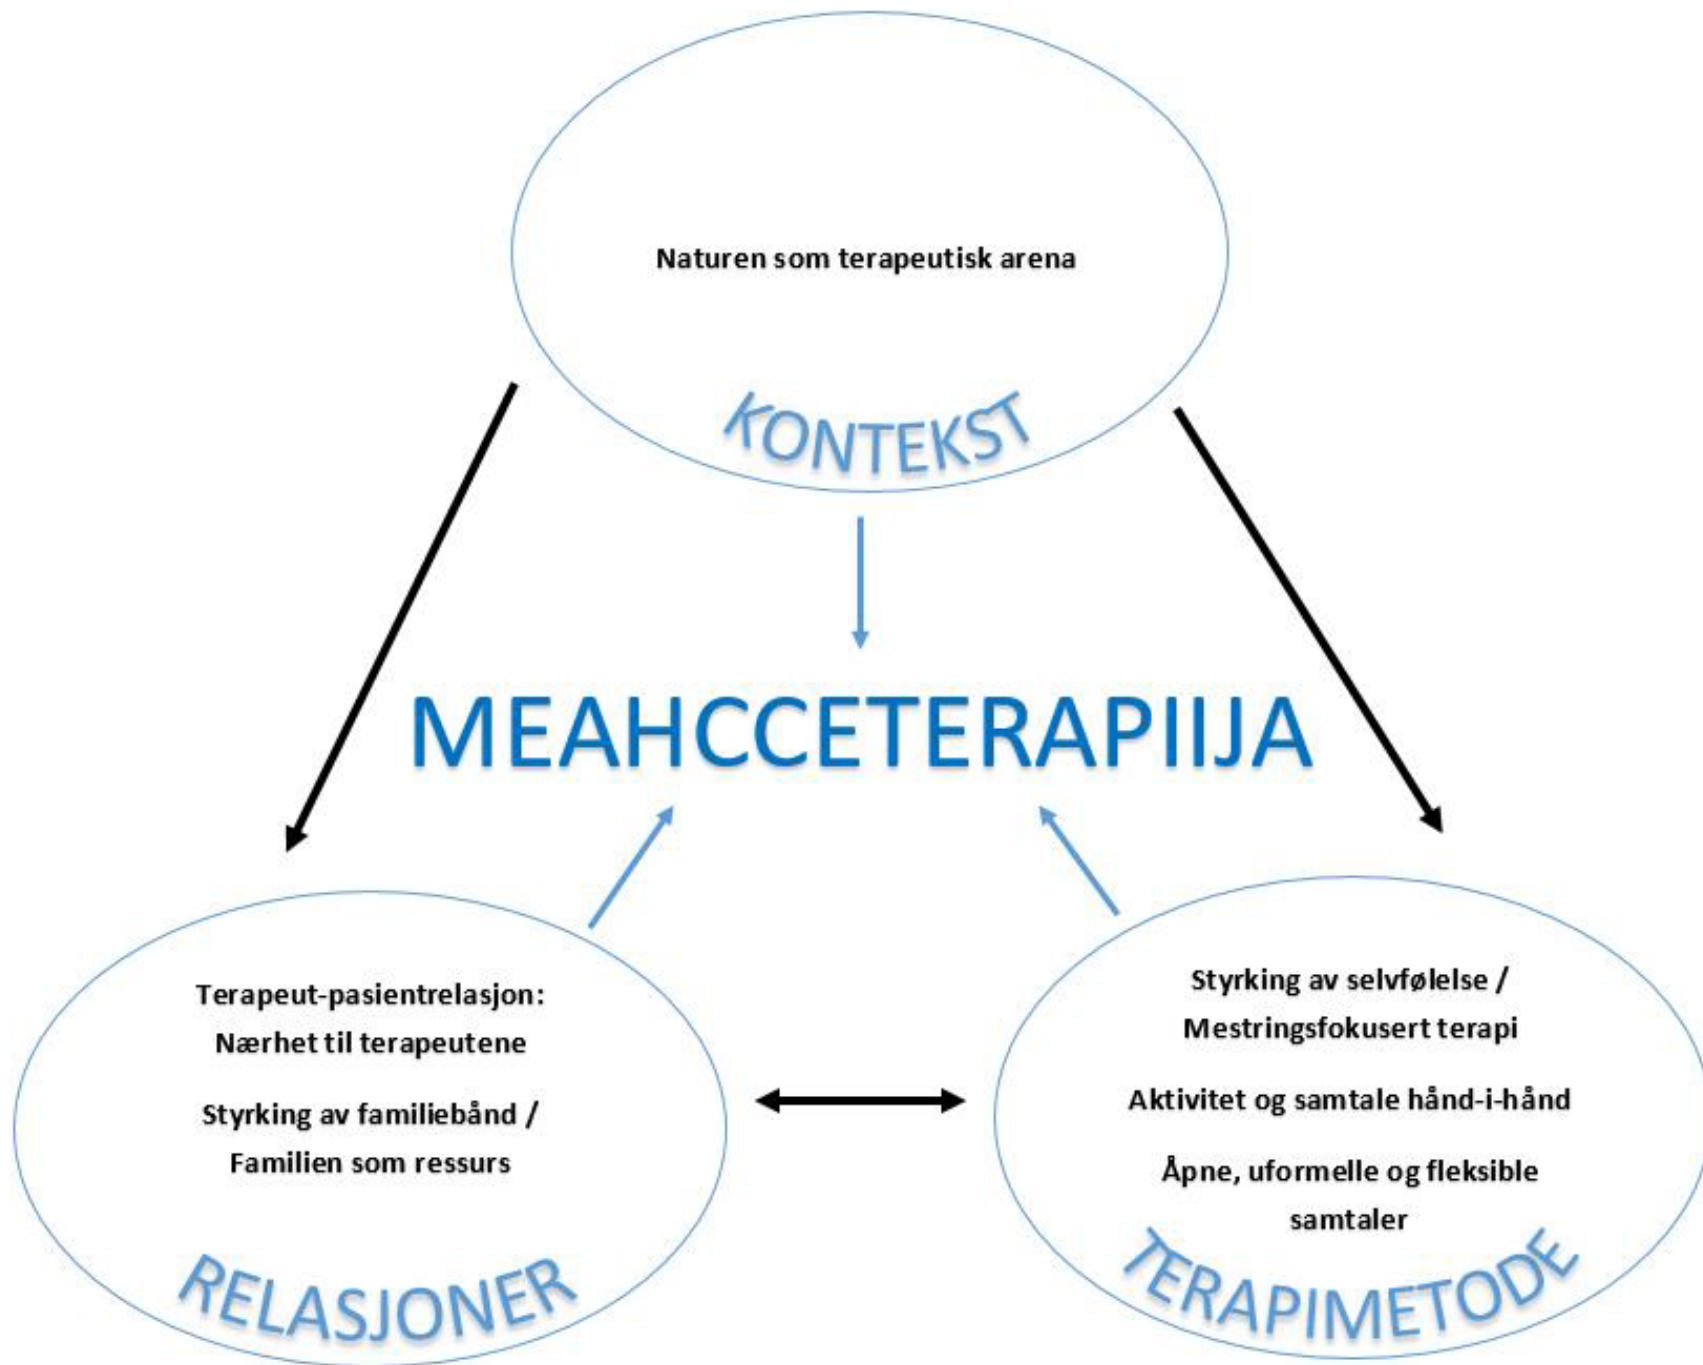 Naturen som terapeutisk arena
KONTEKST
MEAHCCETERAPIIJA
Terapeut-pasientrelasjon:
Nærhet til terapeutene
Styrking av familiebånd /
Familien som ressurs
RELASJONER
Styrking av selvfølelse /
Mestringsfokusert terapi
Aktivitet og samtale hånd-i-hånd
Åpne, uformelle og fleksible
samtaler
TERAPIMETODE